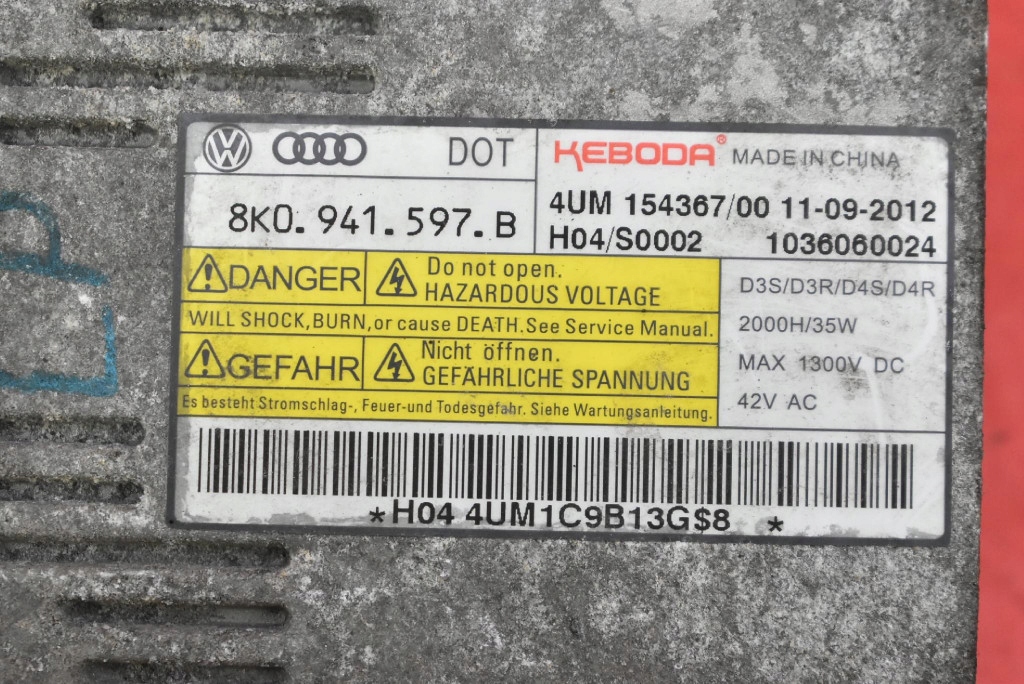 DOT
8K0.941.597.B
KEBODA® MADE IN CHINA
4UM 154367/00 11-09-2012
H04/S0002 1036060024
DANGER
Do not open.
HAZARDOUS VOLTAGE
WILL SHOCK,BURN,or cause DEATH.See Service Manual.
GEFAHR
Nicht öffnen.
GEFÄHRLICHE SPANNUNG
Es besteht Stromschlag-, Feuer-und Todesgefahr. Siehe Wartungsanleitung.
D3S/D3R/D4S/D4R
2000H/35W
MAX 1300V DC
42V AC
*H04 4UM1C9B13G$8 *